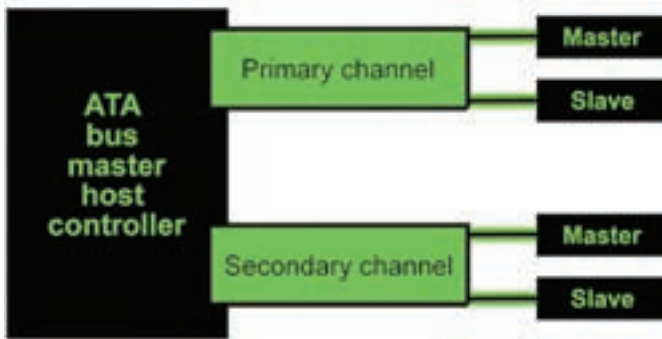 ATA
bus
master
host
controller
Primary channel
Master
Slave
Secondary channel
Master
Slave